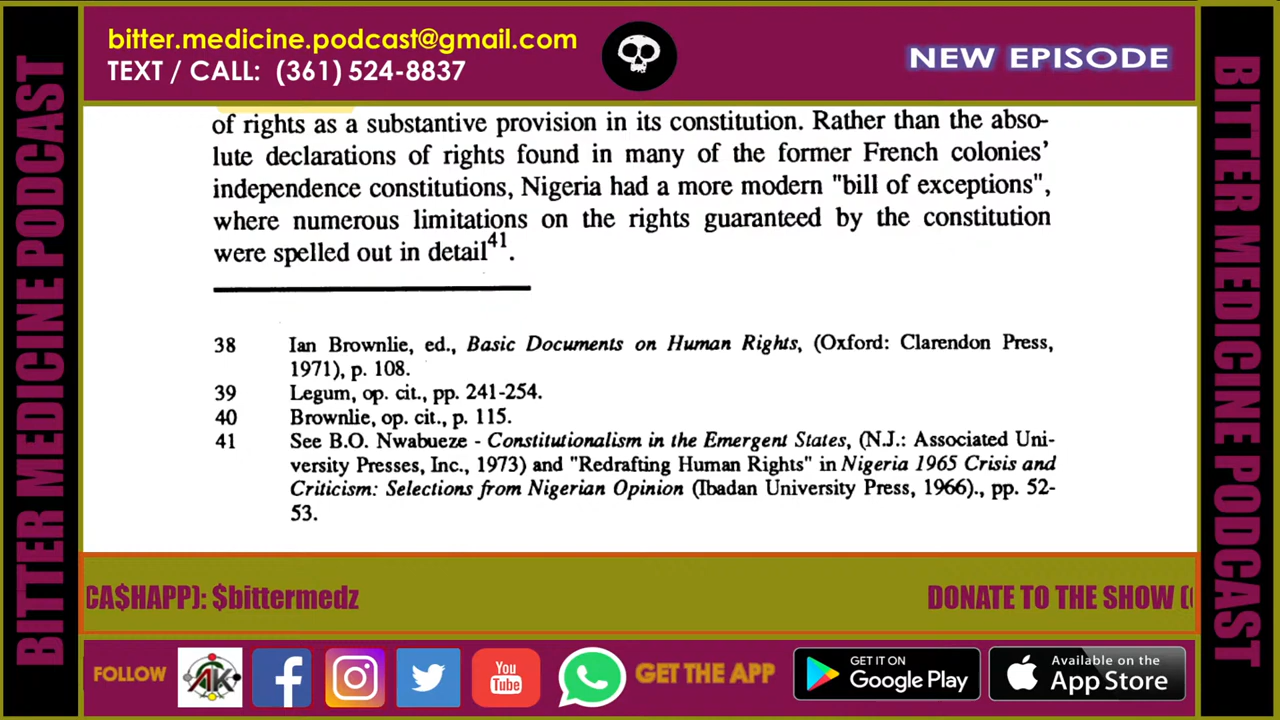 bitter.medicine.podcast@gmail.com
TEXT / CALL: (361) 524-8837
NEW EPISODE
BITTER MEDICINE PODCAST
of rights as a substantive provision in its constitution. Rather than the abso-
lute declarations of rights found in many of the former French colonies'
independence constitutions, Nigeria had a more modern "bill of exceptions",
where numerous limitations on the rights guaranteed by the constitution
were spelled out in detail41.
38 Ian Brownlie, ed., Basic Documents on Human Rights, (Oxford: Clarendon Press,
1971), p. 108.
39 Legum, op. cit., pp. 241-254.
40 Brownlie, op. cit., p. 115.
41 See B.O. Nwabueze - Constitutionalism in the Emergent States, (N.J.: Associated Uni-
versity Presses, Inc., 1973) and "Redrafting Human Rights" in Nigeria 1965 Crisis and
Criticism: Selections from Nigerian Opinion (Ibadan University Press, 1966)., pp. 52-
53.
BITTER MEDICINE PODCAST
CA$HAPP): $bittermedz
DONATE TO THE SHOW (
FOLLOW
ATK
f
You
Tube
GET THE APP
GET IT ON
Google Play
Available on the
App Store